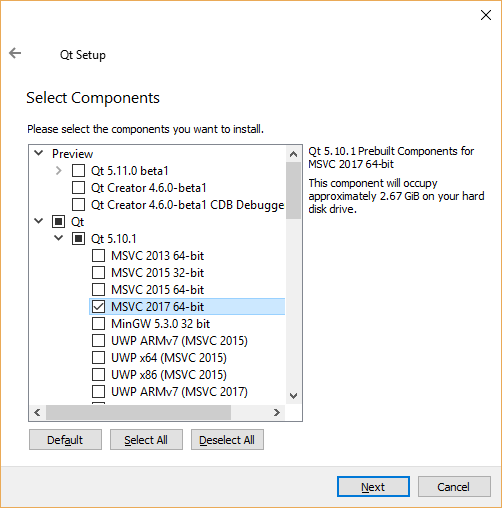 Qt Setup
Select Components
Please select the components you want to install.
Preview
Qt 5.11.0 beta1
Qt Creator 4.6.0-beta1
Qt Creator 4.6.0-beta1 CDB Debugge
Qt
Qt 5.10.1
MSVC 2013 64-bit
MSVC 2015 32-bit
MSVC 2015 64-bit
MSVC 2017 64-bit
MinGW 5.3.0 32 bit
UWP ARMv7 (MSVC 2015)
UWP x64 (MSVC 2015)
UWP x86 (MSVC 2015)
UWP ARMv7 (MSVC 2017)
Qt 5.10.1 Prebuilt Components for
MSVC 2017 64-bit
This component will occupy
approximately 2.67 GiB on your hard
disk drive.
Default Select All Deselect All
Next Cancel